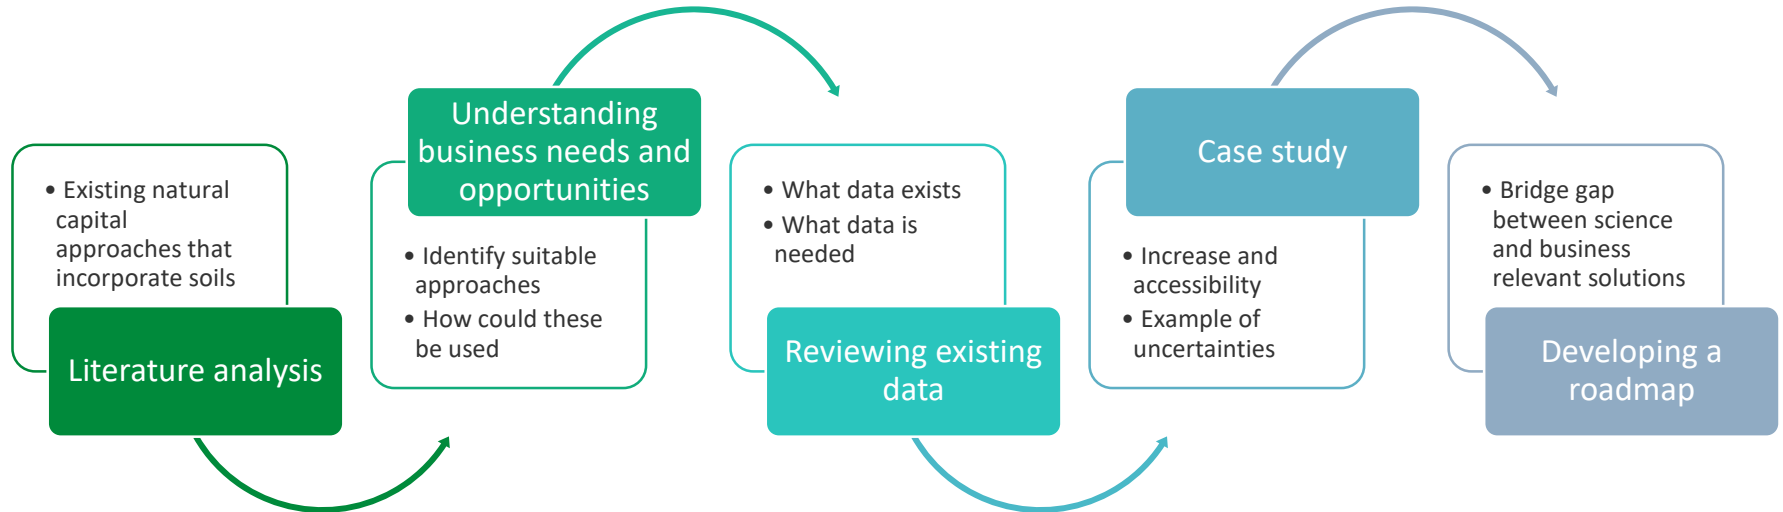 • Existing natural
capital
approaches that
incorporate soils
Literature analysis
Understanding
business needs and
opportunities
• Identify suitable
approaches
• How could these
be used
• What data exists
• What data is
needed
Reviewing existing
data
Case study
• Increase and
accessibility
• Example of
uncertainties
• Bridge gap
between science
and business
relevant solutions
Developing a
roadmap